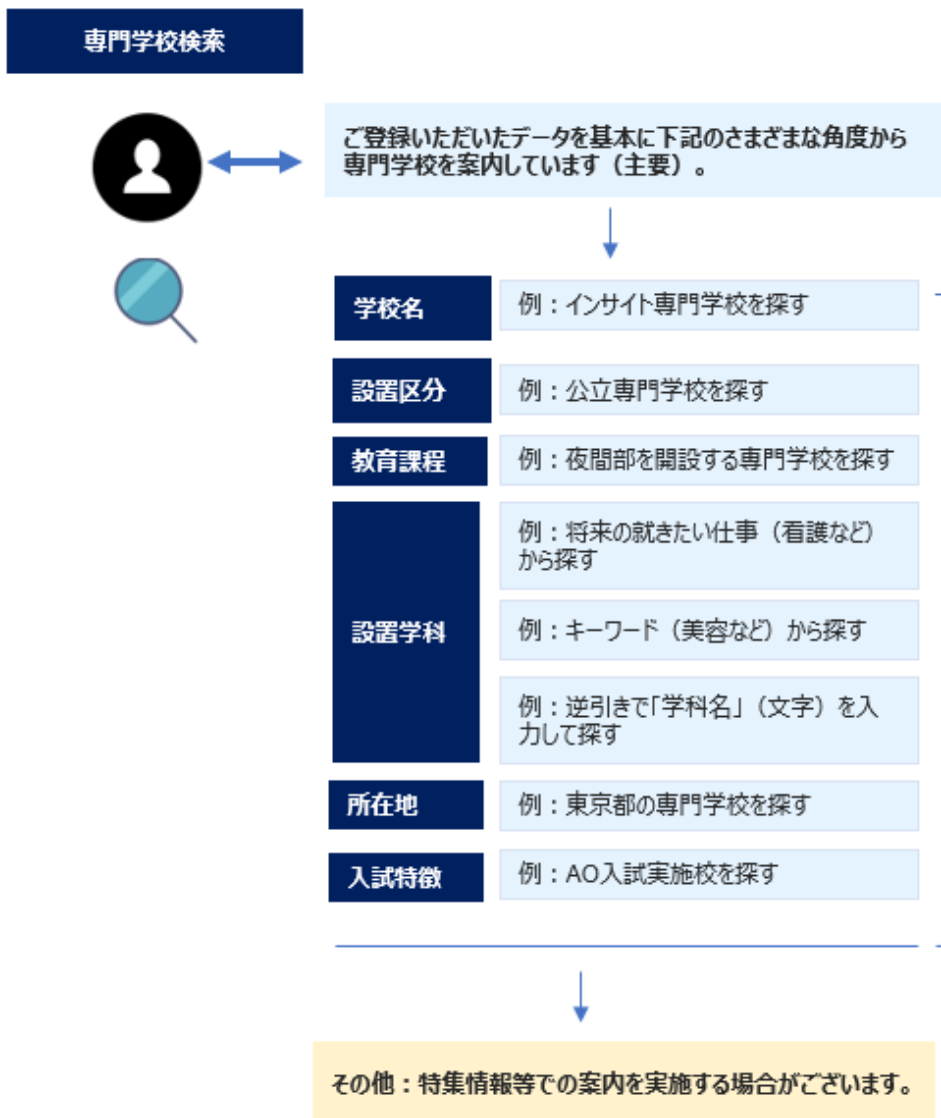 専門学校検索
ご登録いただいたデータを基本に下記のさまざまな角度から
専門学校を案内しています（主要）。
学校名
例：インサイト専門学校を探す
設置区分
例：公立専門学校を探す
教育課程
例：夜間部を開設する専門学校を探す
設置学科
例：将来の就きたい仕事（看護など）
から探す
例：キーワード（美容など）から探す
例：逆引きで「学科名」（文字）を入
力して探す
所在地
例：東京都の専門学校を探す
入試特徴
例：AO入試実施校を探す
その他：特集情報等での案内を実施する場合がございます。